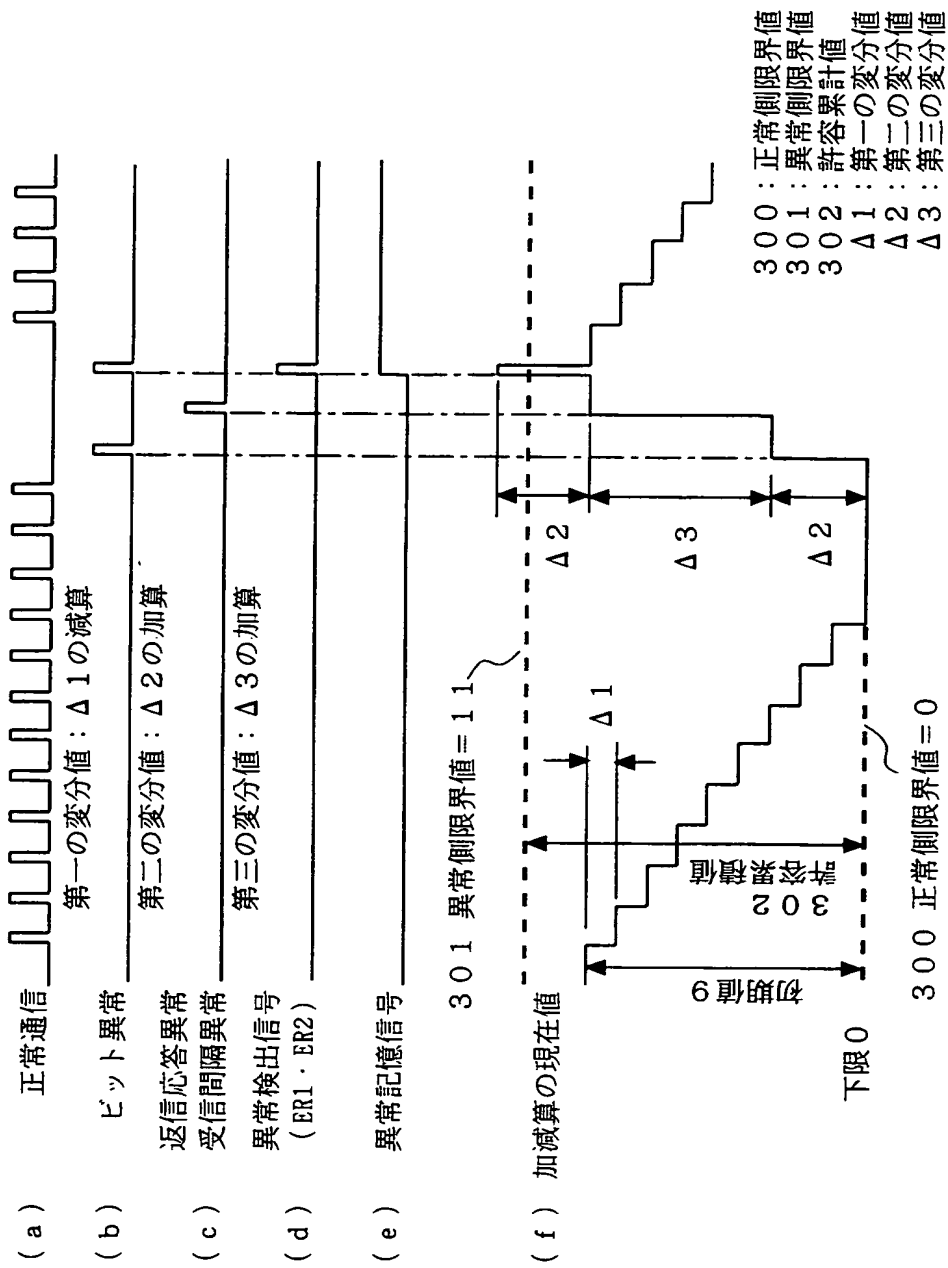 (a) 正常通信
第一の変分値:Δ1の減算
(b) ビット異常
第二の変分値:Δ2の加算
(c) 返信応答異常
受信間隔異常
第三の変分値:Δ3の加算
(d) 異常検出信号
(ER1・ER2)
(e) 異常記憶信号
301 異常側限界値=11
(f) 加減算の現在値
初期値9
302
許容累積値
Δ1
Δ2
Δ3
Δ2
下限0
300 正常側限界値=0
300:正常側限界値
301:異常側限界値
302:許容累計値
Δ1:第一の変分値
Δ2:第二の変分値
Δ3:第三の変分値